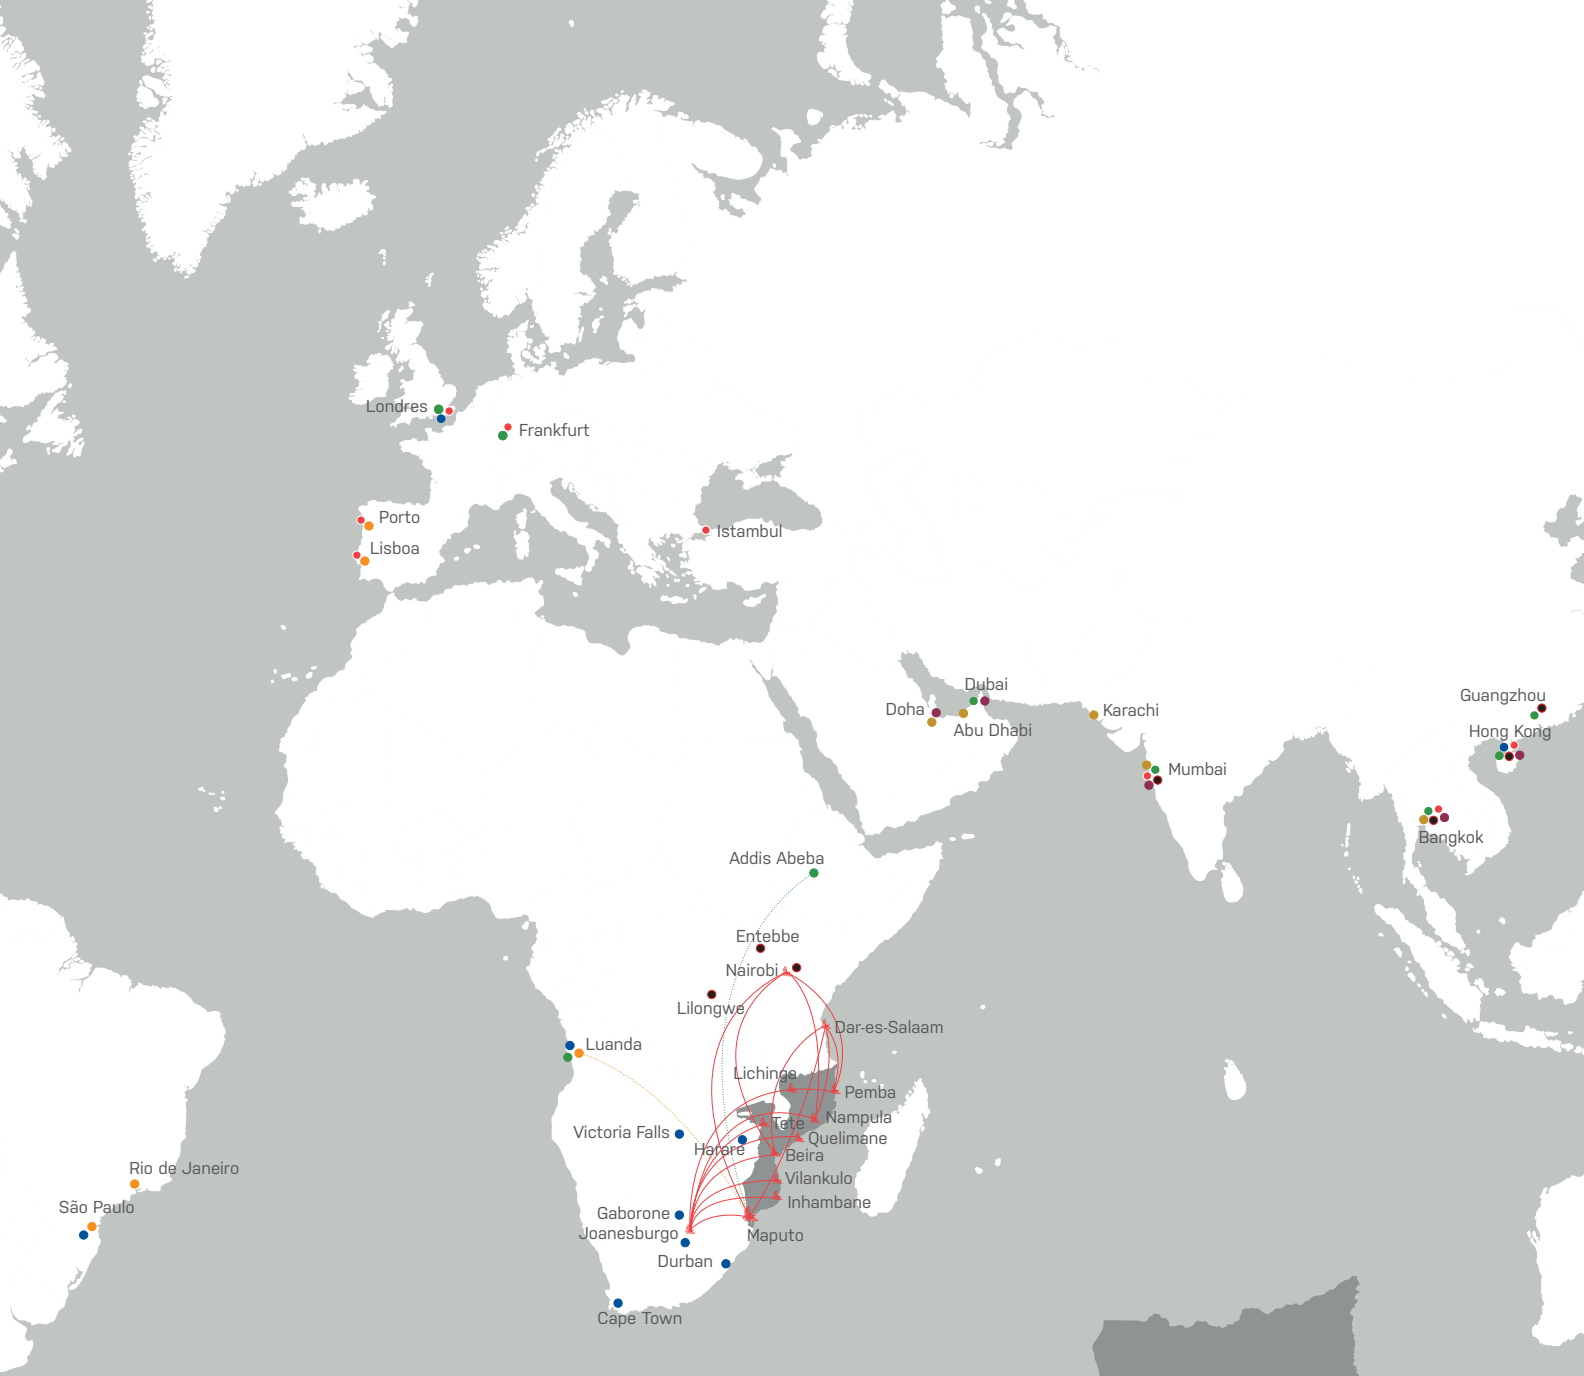 Londres
Frankfurt
Porto
Istambul
Lisboa
Dubai
Doha
Abu Dhabi
Karachi
Guangzhou
Hong Kong
Mumbai
Bangkok
Addis Abeba
Entebbe
Nairobi
Lilongwe
Dar-es-Salaam
Luanda
Lichinga
Pemba
Nampula
Tete
Victoria Falls
Quelimane
Harare
Beira
Rio de Janeiro
Vilankulo
São Paulo
Inhambane
Gaborone
Joanesburgo
Maputo
Durban
Cape Town